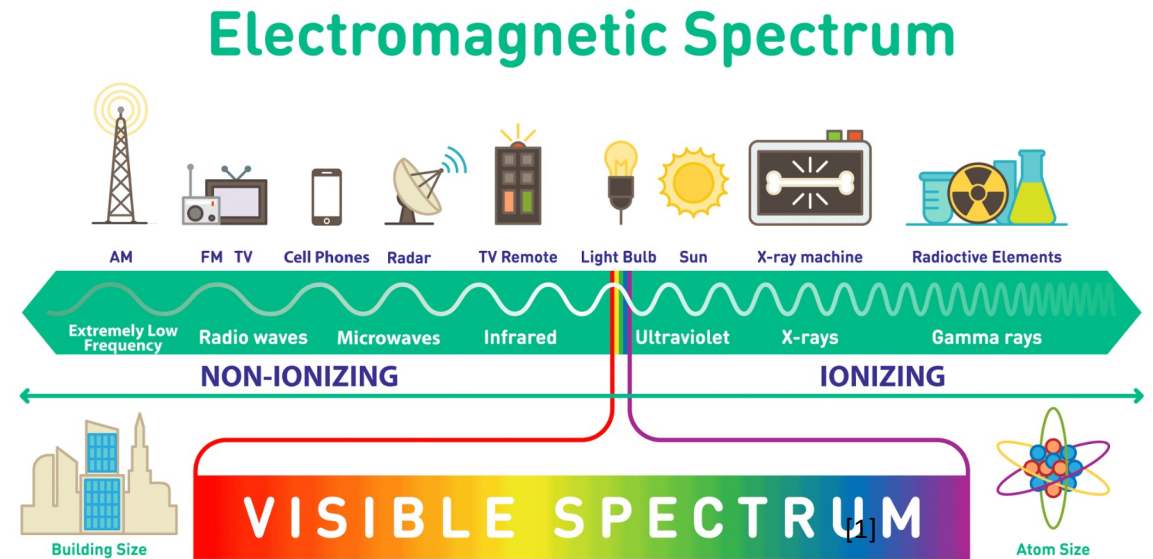 Electromagnetic Spectrum
AM
FM TV
Cell Phones
Radar
TV Remote
Light Bulb
Sun
X-ray machine
Radioctive Elements
Extremely Low
Frequency
Radio waves
Microwaves
Infrared
Ultraviolet
X-rays
Gamma rays
NON-IONIZING
IONIZING
VISIBLE SPECTRUM
[1]
Building Size
Atom Size